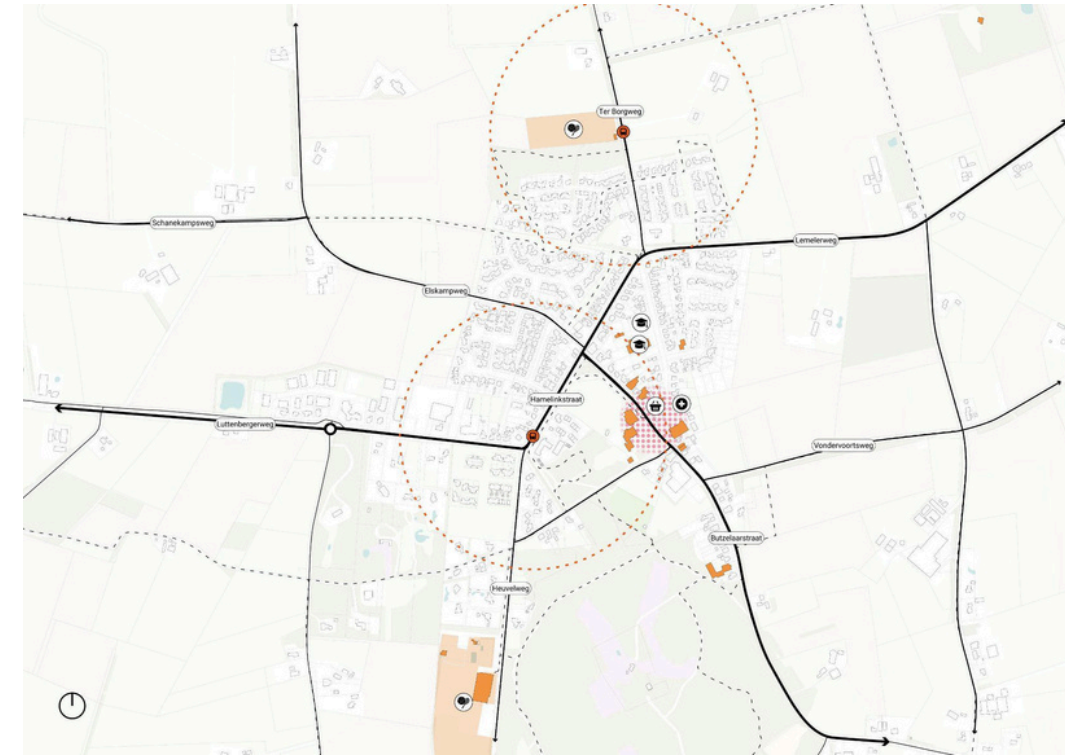 Ter Borgweg
Schanekampsweg
Lemelerweg
Elskampweg
Hamelinkstraat
Luttenbergerweg
Vondervoortsweg
Butzelaarstraat
Heuvelweg